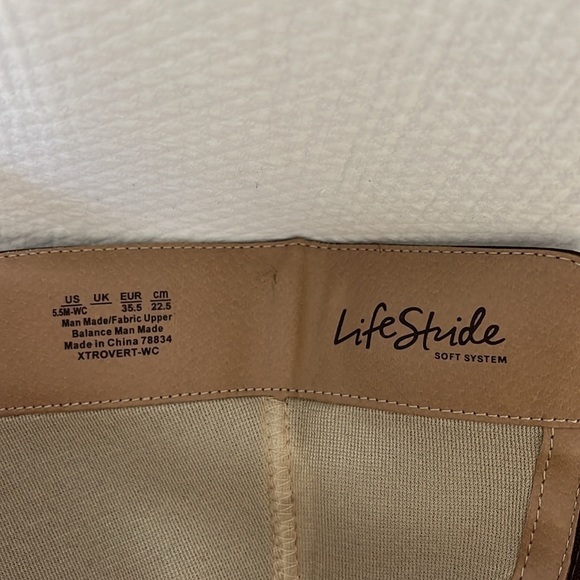 US UK EUR cm
5.5M-WC 35.5 22.5
Man Made/Fabric Upper
Balance Man Made
Made in China 78834
XTROVERT-WC
LifeStride
SOFT SYSTEM